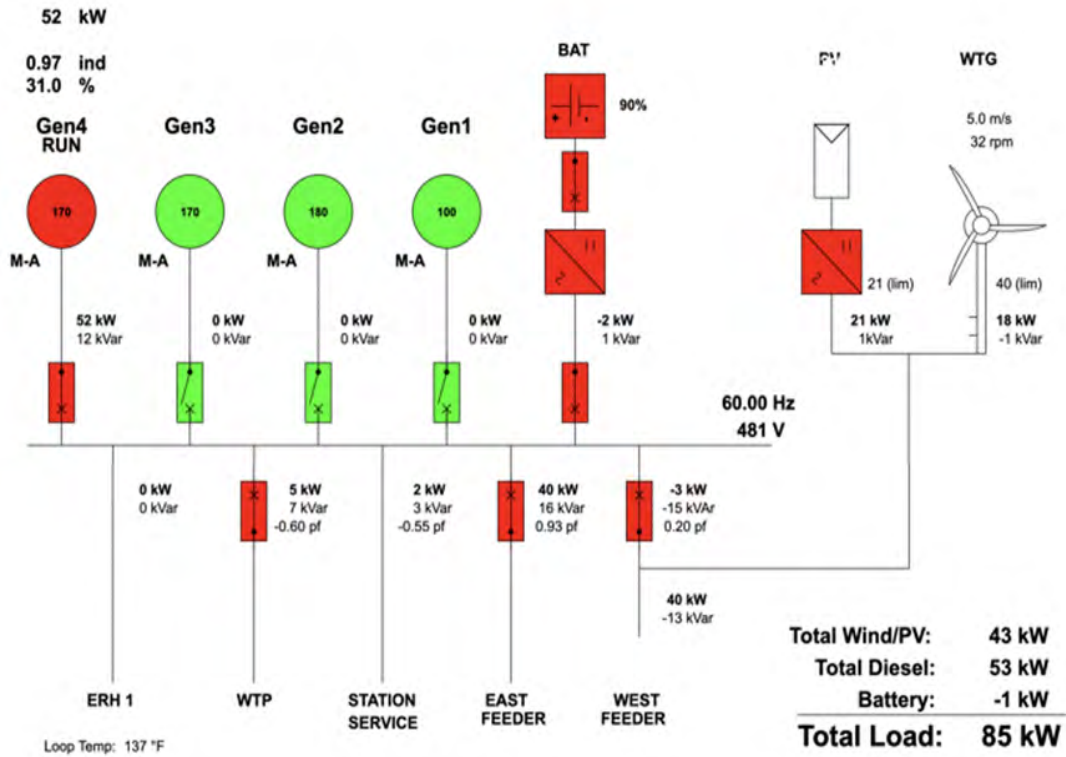 52 kW
0.97 ind
31.0 %
BAT
PV
WTG
90%
5.0 m/s
32 rpm
Gen4
RUN
Gen3
Gen2
Gen1
170
170
180
100
M-A
M-A
M-A
M-A
21 (lim)
40 (lim)
52 kW
12 kVar
0 kW
0 kVar
0 kW
0 kVar
0 kW
0 kVar
-2 kW
1 kVar
21 kW
1kVar
18 kW
-1 kVar
60.00 Hz
481 V
0 kW
0 kVar
5 kW
7 kVar
-0.60 pf
2 kW
3 kVar
-0.55 pf
40 kW
16 kVar
0.93 pf
-3 kW
-15 kVAr
0.20 pf
40 kW
-13 kVar
ERH 1
WTP
STATION
SERVICE
EAST
FEEDER
WEST
FEEDER
Total Wind/PV: 43 kW
Total Diesel: 53 kW
Battery: -1 kW
Total Load: 85 kW
Loop Temp: 137 °F